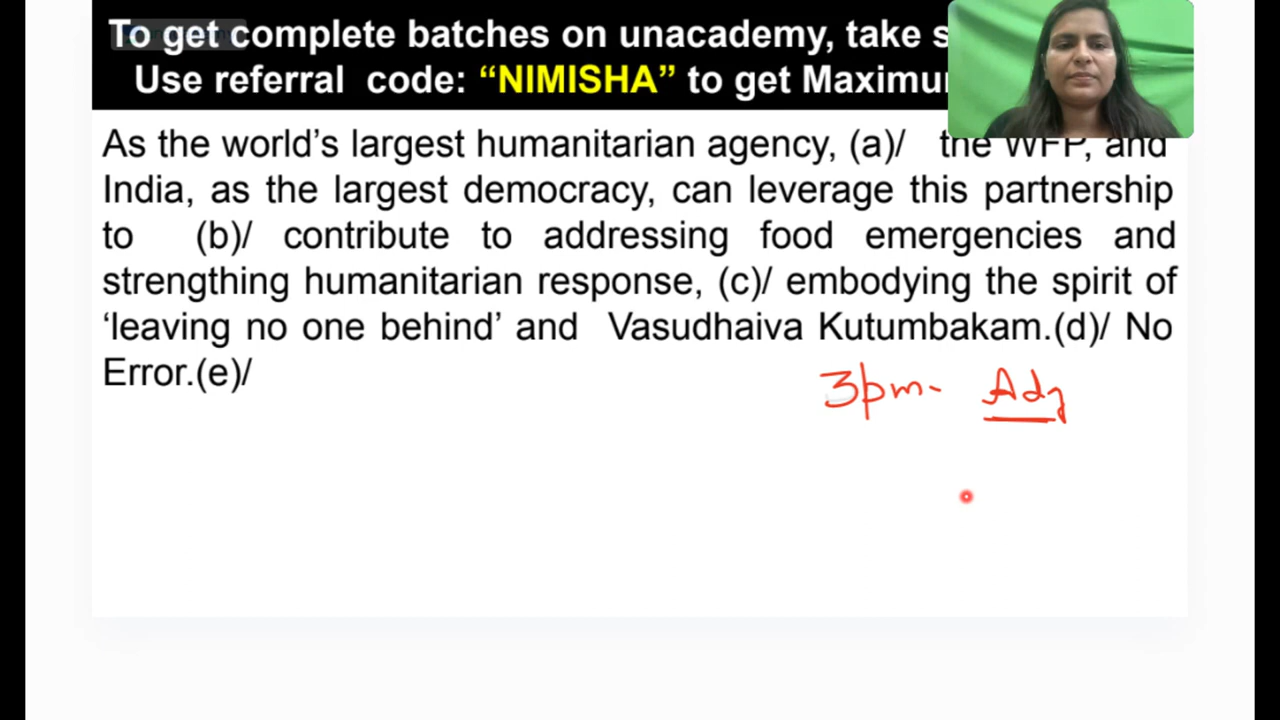 To get complete batches on unacademy, take s
Use referral code: “NIMISHA” to get Maximu
As the world’s largest humanitarian agency, (a)/ the WFP, and
India, as the largest democracy, can leverage this partnership
to (b)/ contribute to addressing food emergencies and
strengthing humanitarian response, (c)/ embodying the spirit of
‘leaving no one behind’ and Vasudhaiva Kutumbakam.(d)/ No
Error.(e)/
3pm- Adj